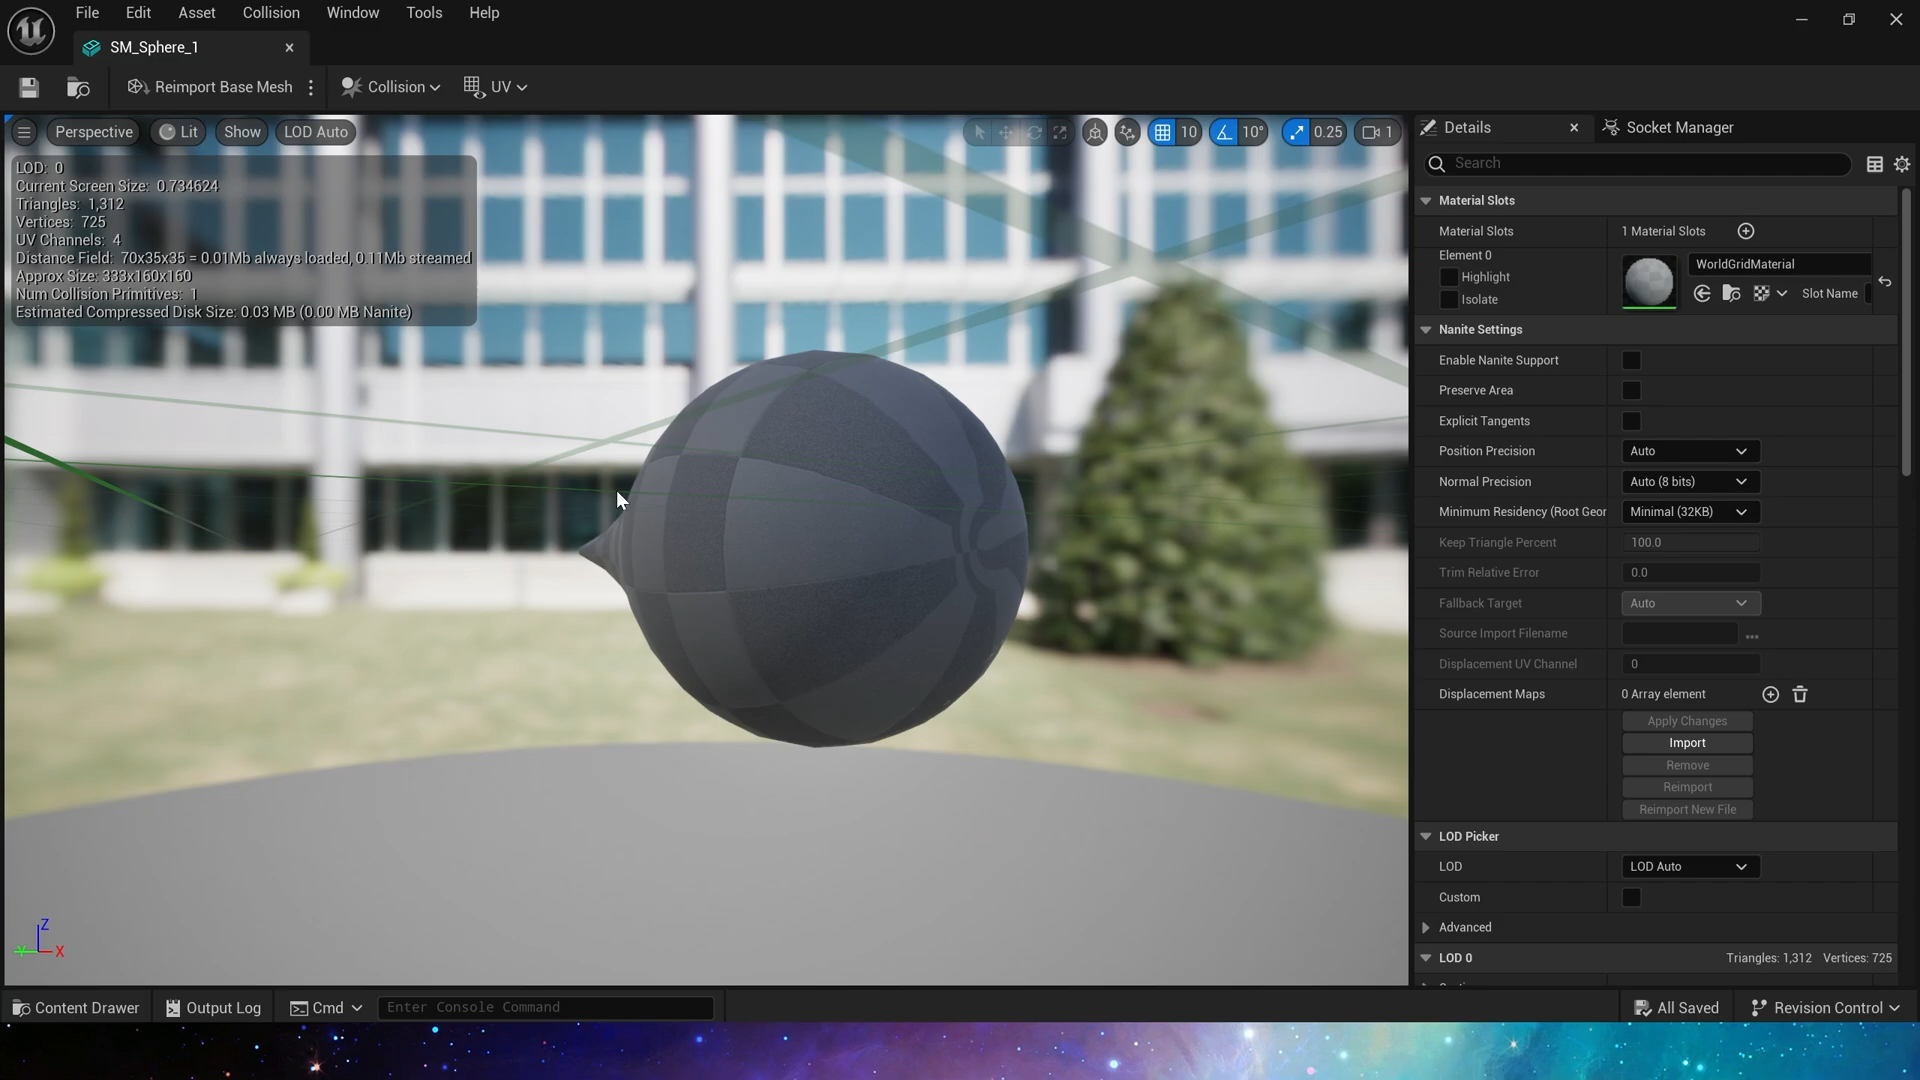 File Edit Asset Collision Window Tools Help
SM_Sphere_1
Reimport Base Mesh Collision UV
Perspective Lit Show LOD Auto 10 10° 0.25 1
LOD: 0
Current Screen Size: 0.734624
Triangles: 1,312
Vertices: 725
UV Channels: 4
Distance Field: 70x35x35 = 0.01Mb always loaded, 0.11Mb streamed
Approx Size: 333x160x160
Num Collision Primitives: 1
Estimated Compressed Disk Size: 0.03 MB (0.00 MB Nanite)
Z
Y X
Details Socket Manager
Search
Material Slots
Material Slots 1 Material Slots
Element 0
Highlight
Isolate
WorldGridMaterial
Slot Name
Nanite Settings
Enable Nanite Support
Preserve Area
Explicit Tangents
Position Precision Auto
Normal Precision Auto (8 bits)
Minimum Residency (Root Geor Minimal (32KB)
Keep Triangle Percent 100.0
Trim Relative Error 0.0
Fallback Target Auto
Source Import Filename
Displacement UV Channel 0
Displacement Maps 0 Array element
Apply Changes
Import
Remove
Reimport
Reimport New File
LOD Picker
LOD LOD Auto
Custom
Advanced
LOD 0 Triangles: 1,312 Vertices: 725
Content Drawer Output Log Cmd Enter Console Command All Saved Revision Control